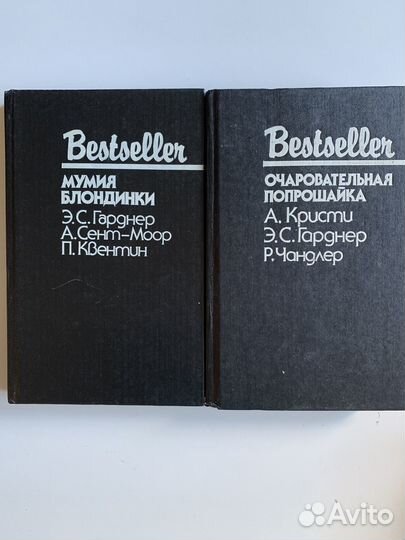 Bestseller
МУМИЯ
БЛОНДИНКИ
Э.С. Гарднер
А. Сент-Моор
П. Квентин
Bestseller
ОЧАРОВАТЕЛЬНАЯ
ПОПРОШАЙКА
А. Кристи
Э.С. Гарднер
Р. Чандлер
Avito